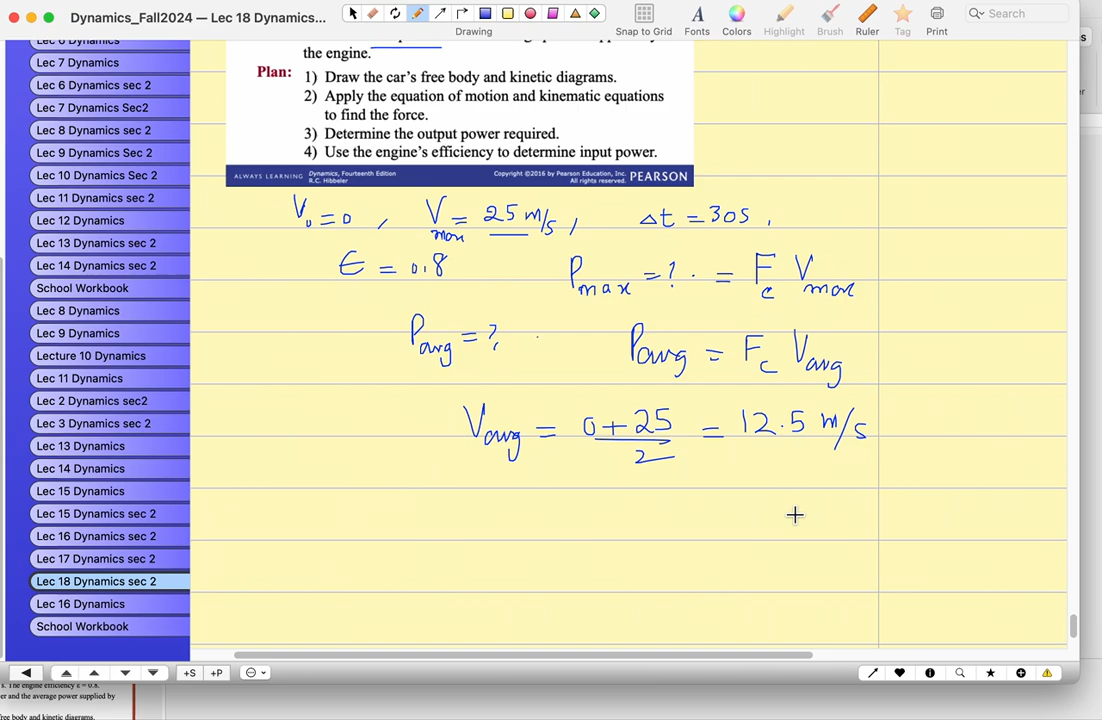 Dynamics_Fall2024 — Lec 18 Dynamics...
Drawing
Snap to Grid
Fonts
Colors
Highlight
Brush
Ruler
Tag
Print
Search
Lec 6 Dynamics
Lec 7 Dynamics
Lec 6 Dynamics sec 2
Lec 7 Dynamics Sec2
Lec 8 Dynamics sec 2
Lec 9 Dynamics Sec 2
Lec 10 Dynamics Sec 2
Lec 11 Dynamics sec 2
Lec 12 Dynamics
Lec 13 Dynamics sec 2
Lec 14 Dynamics sec 2
School Workbook
Lec 8 Dynamics
Lec 9 Dynamics
Lecture 10 Dynamics
Lec 11 Dynamics
Lec 2 Dynamics sec2
Lec 3 Dynamics sec 2
Lec 13 Dynamics
Lec 14 Dynamics
Lec 15 Dynamics
Lec 15 Dynamics sec 2
Lec 16 Dynamics sec 2
Lec 17 Dynamics sec 2
Lec 18 Dynamics sec 2
Lec 16 Dynamics
School Workbook
the engine.
Plan: 1) Draw the car's free body and kinetic diagrams.
2) Apply the equation of motion and kinematic equations
to find the force.
3) Determine the output power required.
4) Use the engine's efficiency to determine input power.
ALWAYS LEARNING Dynamics, Fourteenth Edition Copyright ©2016 by Pearson Education, Inc. PEARSON
R.C. Hibbeler All rights reserved.
V₀ = 0 , V max = 25 m/s , Δt = 30s .
ϵ = 0.8 P max = ? . = F c V max
P avg = ? . P avg = F c V avg
V avg = 0+25 / 2 = 12.5 m/s
+S +P
s. The engine efficiency ε = 0.8.
er and the average power supplied by
ee body and kinetic diagrams.